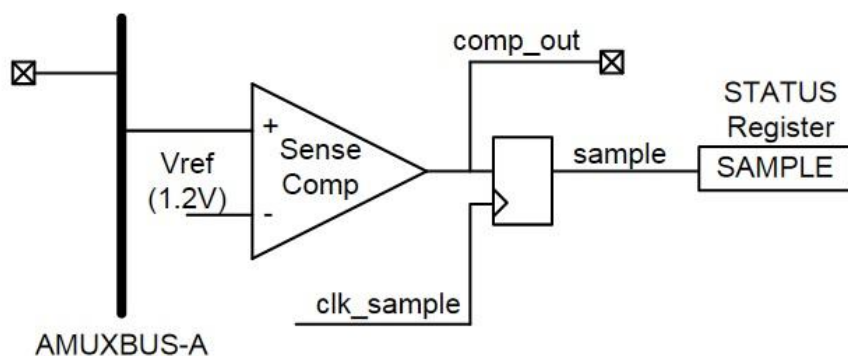 comp_out
STATUS
Register
+
Sense
Comp
-
Vref
(1.2V)
sample
SAMPLE
clk_sample
AMUXBUS-A